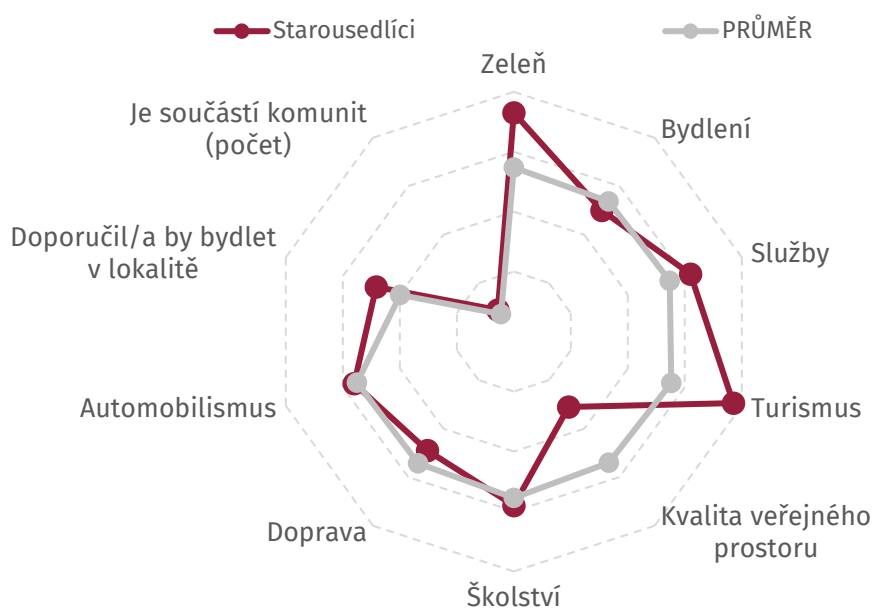 Starousedlíci
PRŮMĚR
Zeleň
Bydlení
Služby
Turismus
Kvalita veřejného
prostoru
Školství
Doprava
Automobilismus
Doporučil/a by bydlet
v lokalitě
Je součástí komunit
(počet)